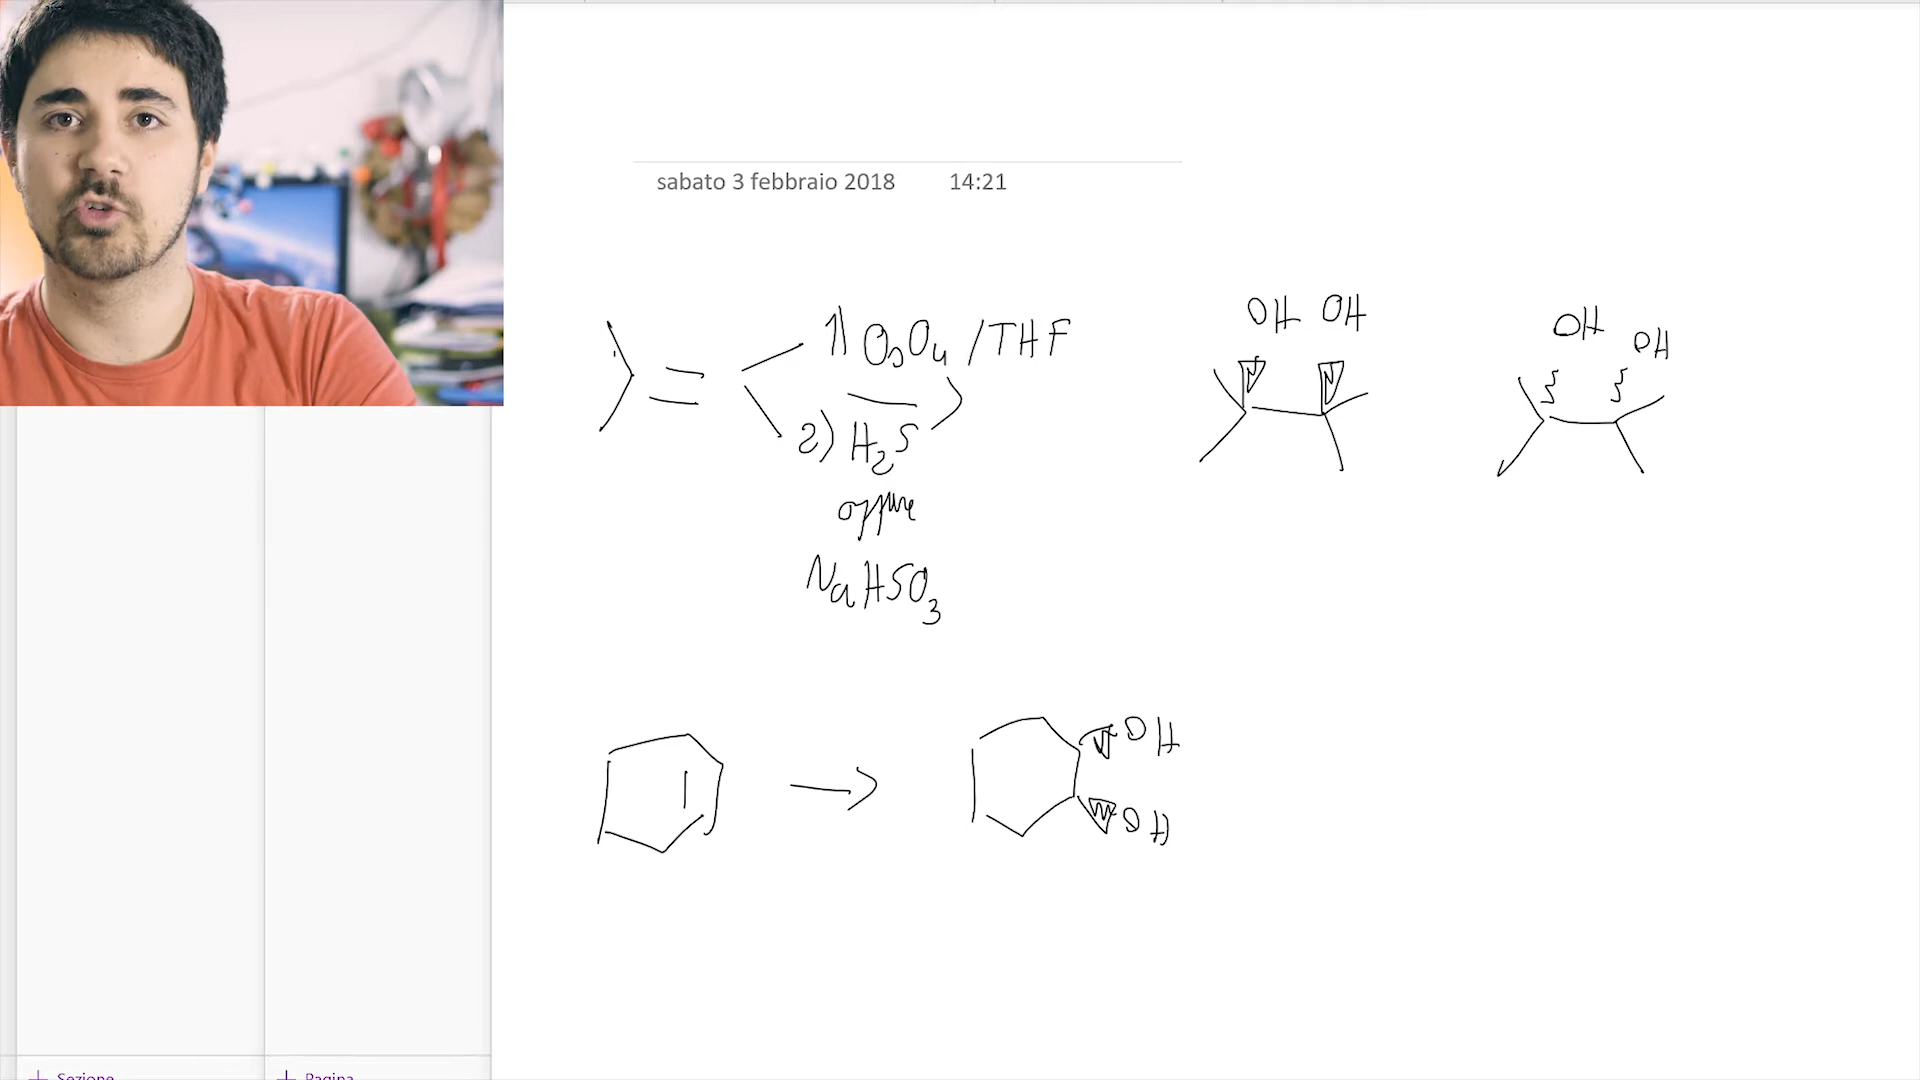 sabato 3 febbraio 2018 14:21
OH OH
OH
OH
1) OsO4 /THF
2) H2S
oppure
NaHSO3
OH
OH
+ Sezione + Pagina